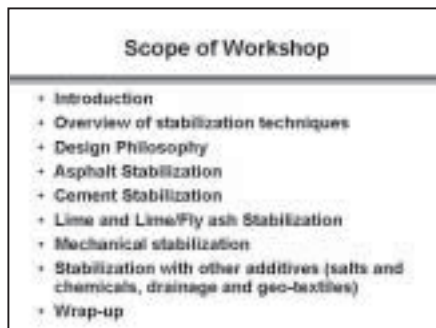 Scope of Workshop
+ Introduction
+ Overview of stabilization techniques
+ Design Philosophy
+ Asphalt Stabilization
+ Cement Stabilization
+ Lime and Lime/Fly ash Stabilization
+ Mechanical stabilization
+ Stabilization with other additives (salts and
chemicals, drainage and geo-textiles)
+ Wrap-up